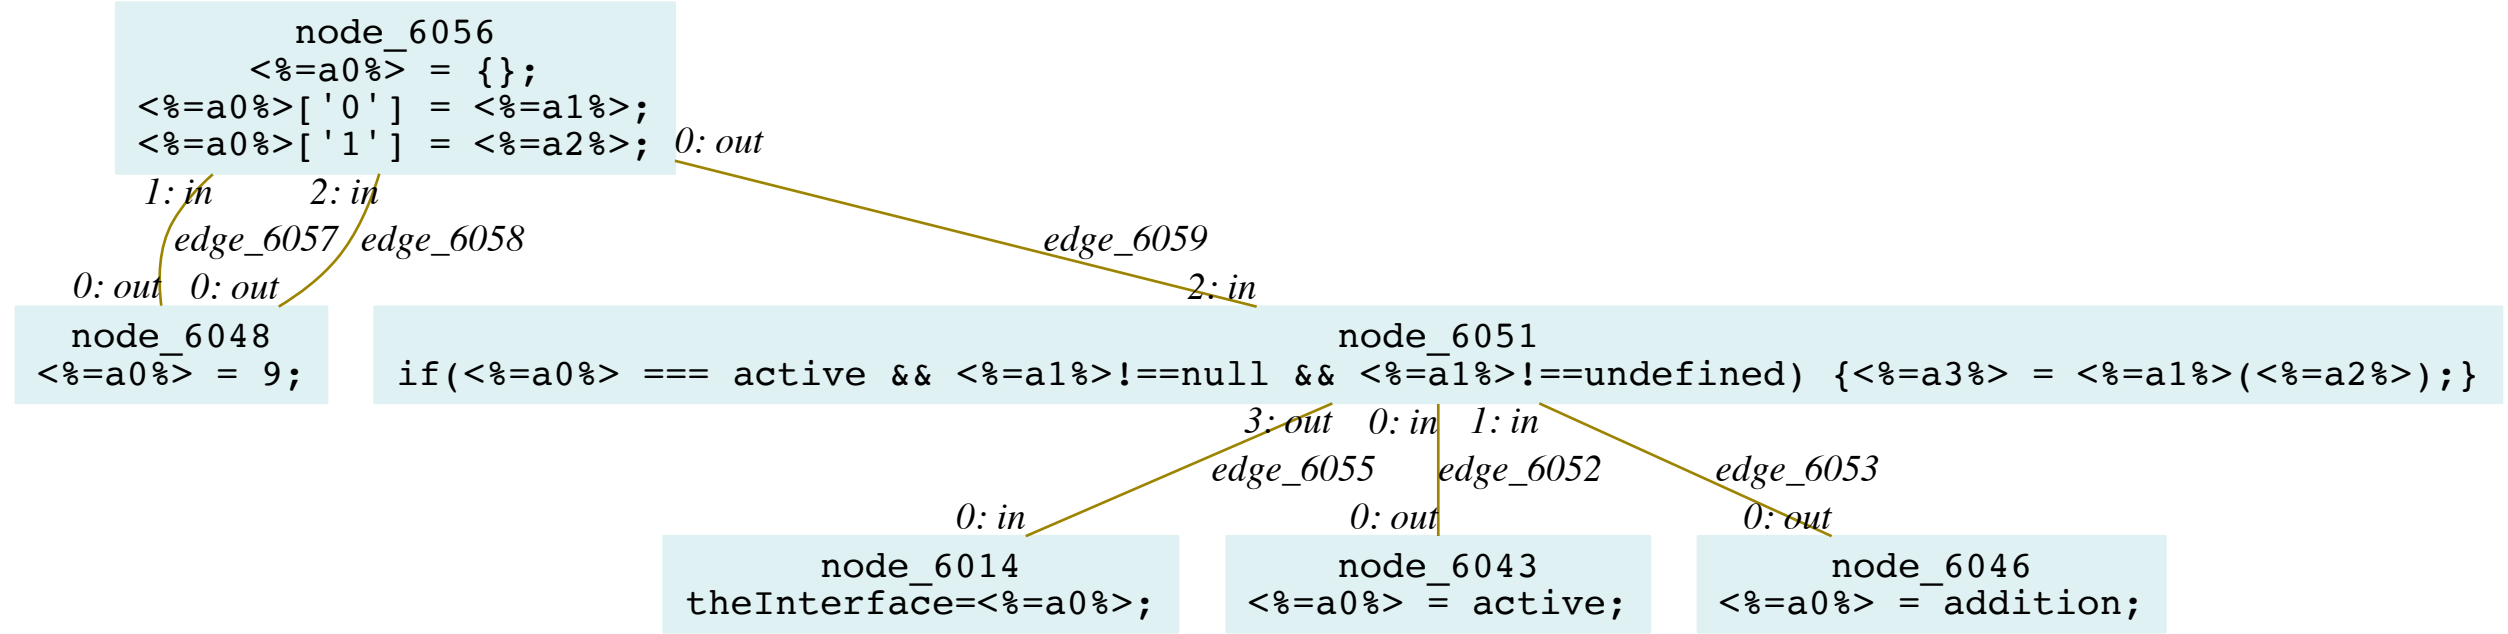 node_6056
<%=a0%> = {};
<%=a0%>['0'] = <%=a1%>;
<%=a0%>['1'] = <%=a2%>;
0: out
1: in
2: in
edge_6057
edge_6058
edge_6059
0: out
0: out
2: in
node_6048
<%=a0%> = 9;
node_6051
if(<%=a0%> === active && <%=a1%>!==null && <%=a1%>!==undefined) {<%=a3%> = <%=a1%>(<%=a2%>);}
3: out
0: in
1: in
edge_6055
edge_6052
edge_6053
0: in
0: out
0: out
node_6014
theInterface=<%=a0%>;
node_6043
<%=a0%> = active;
node_6046
<%=a0%> = addition;